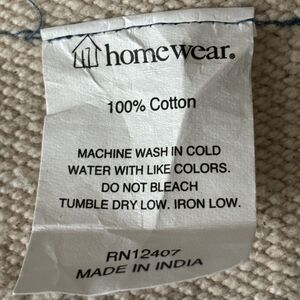 homewear®
100% Cotton
MACHINE WASH IN COLD
WATER WITH LIKE COLORS.
DO NOT BLEACH
TUMBLE DRY LOW. IRON LOW.
RN12407
MADE IN INDIA